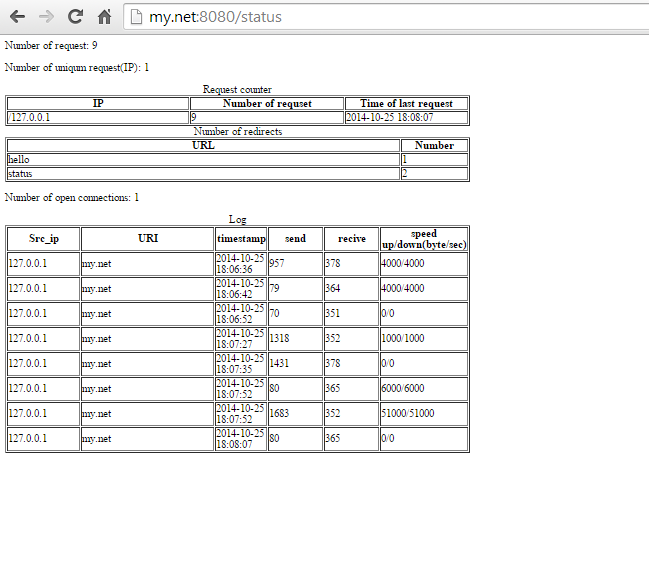 my.net:8080/status
Number of request: 9
Number of uniqum request(IP): 1
Request counter
IP Number of requset Time of last request
/127.0.0.1 9 2014-10-25 18:08:07
Number of redirects
URL Number
hello 1
status 2
Number of open connections: 1
Log
Src_ip URI timestamp send recive speed up/down(byte/sec)
127.0.0.1 my.net 2014-10-25 18:06:36 957 378 4000/4000
127.0.0.1 my.net 2014-10-25 18:06:42 79 364 4000/4000
127.0.0.1 my.net 2014-10-25 18:06:52 70 351 0/0
127.0.0.1 my.net 2014-10-25 18:07:27 1318 352 1000/1000
127.0.0.1 my.net 2014-10-25 18:07:35 1431 378 0/0
127.0.0.1 my.net 2014-10-25 18:07:52 80 365 6000/6000
127.0.0.1 my.net 2014-10-25 18:07:52 1683 352 51000/51000
127.0.0.1 my.net 2014-10-25 18:08:07 80 365 0/0